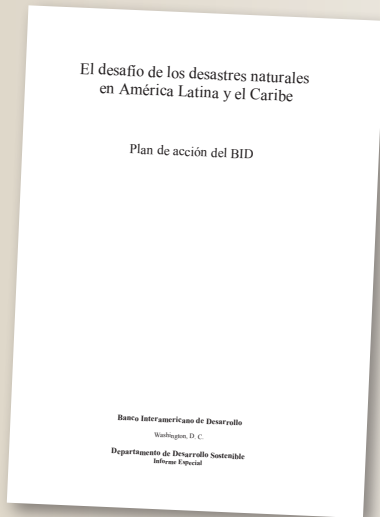 El desafío de los desastres naturales
en América Latina y el Caribe
Plan de acción del BID
Banco Interamericano de Desarrollo
Washington, D. C.
Departamento de Desarrollo Sostenible
Informe Especial